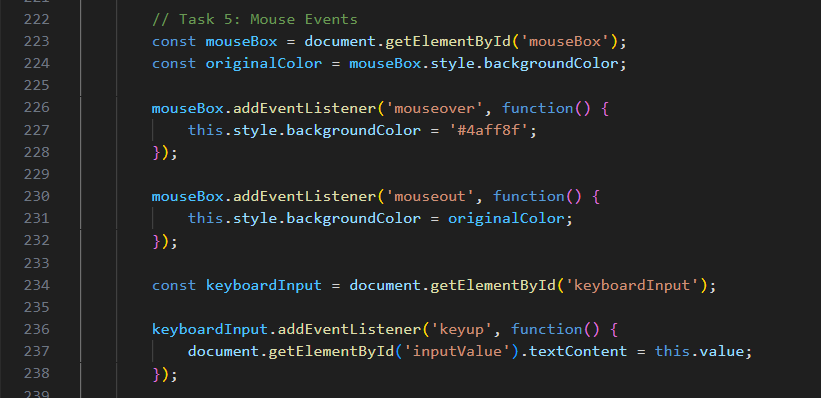 221
222 // Task 5: Mouse Events
223 const mouseBox = document.getElementById('mouseBox');
224 const originalColor = mouseBox.style.backgroundColor;
225
226 mouseBox.addEventListener('mouseover', function() {
227 this.style.backgroundColor = '#4aff8f';
228 });
229
230 mouseBox.addEventListener('mouseout', function() {
231 this.style.backgroundColor = originalColor;
232 });
233
234 const keyboardInput = document.getElementById('keyboardInput');
235
236 keyboardInput.addEventListener('keyup', function() {
237 document.getElementById('inputValue').textContent = this.value;
238 });
239